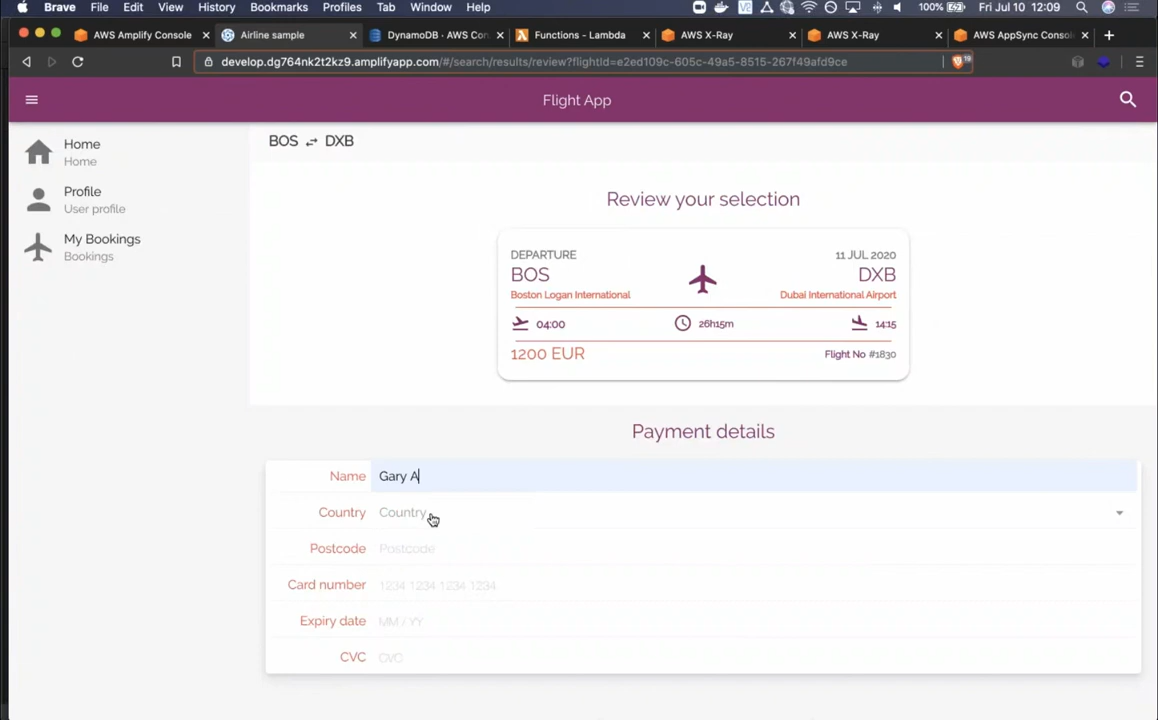 Brave File Edit View History Bookmarks Profiles Tab Window Help 100% Fri Jul 10 12:09
AWS Amplify Console Airline sample DynamoDB · AWS Con Functions - Lambda AWS X-Ray AWS X-Ray AWS AppSync Console
develop.dg764nk2t2kz9.amplifyapp.com/#/search/results/review?flightId=e2ed109c-605c-49a5-8515-267f49afd9ce 19
Flight App
Home
Home
Profile
User profile
My Bookings
Bookings
BOS DXB
Review your selection
DEPARTURE 11 JUL 2020
BOS DXB
Boston Logan International Dubai International Airport
04:00 26h15m 14:15
1200 EUR Flight No #1830
Payment details
Name Gary A
Country Country
Postcode Postcode
Card number 1234 1234 1234 1234
Expiry date MM / YY
CVC CVC